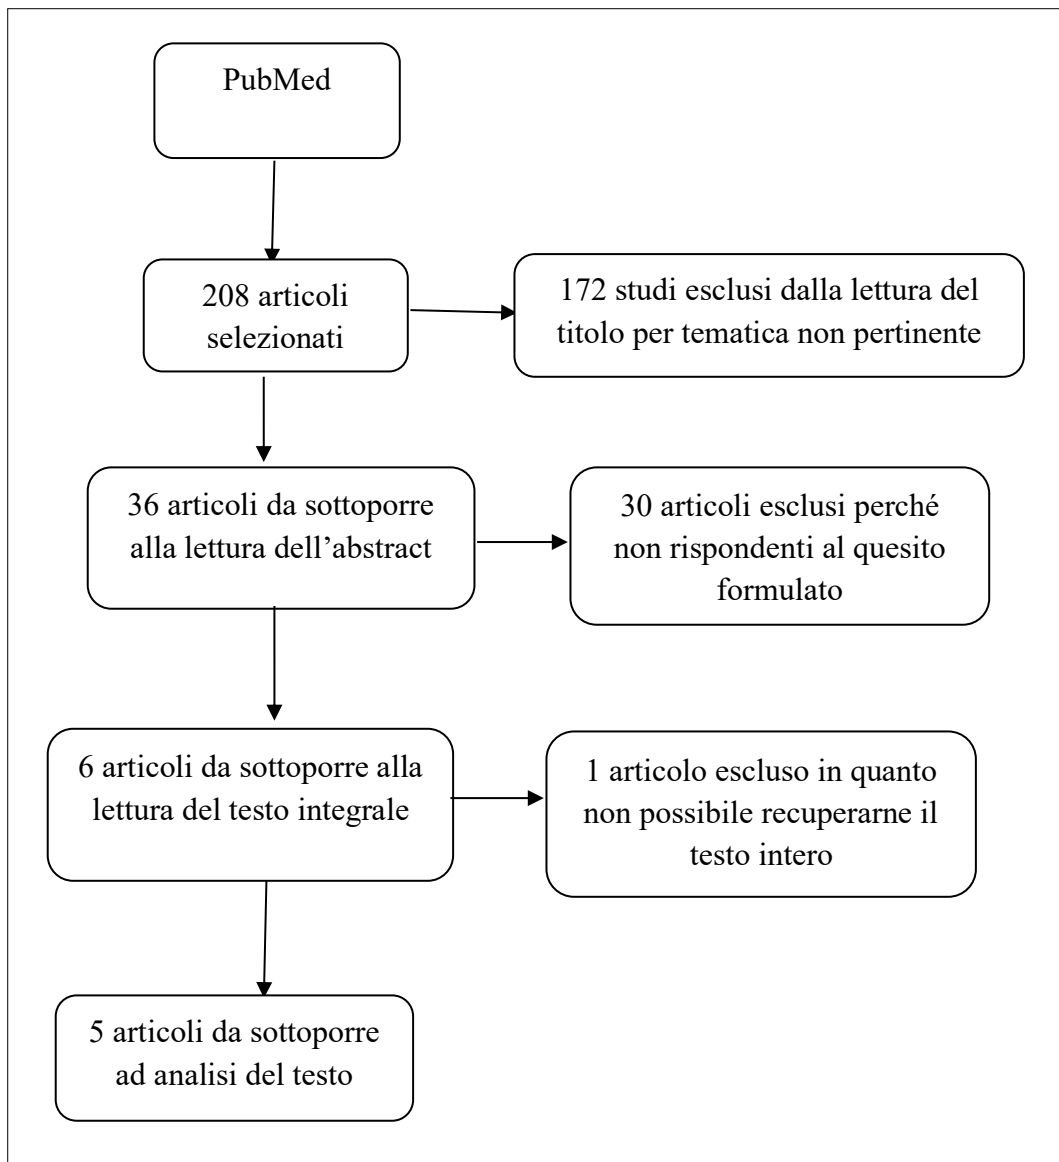 PubMed
208 articoli
selezionati
172 studi esclusi dalla lettura del
titolo per tematica non pertinente
36 articoli da sottoporre
alla lettura dell’abstract
30 articoli esclusi perché
non rispondenti al quesito
formulato
6 articoli da sottoporre alla
lettura del testo integrale
1 articolo escluso in quanto
non possibile recuperarne il
testo intero
5 articoli da sottoporre
ad analisi del testo